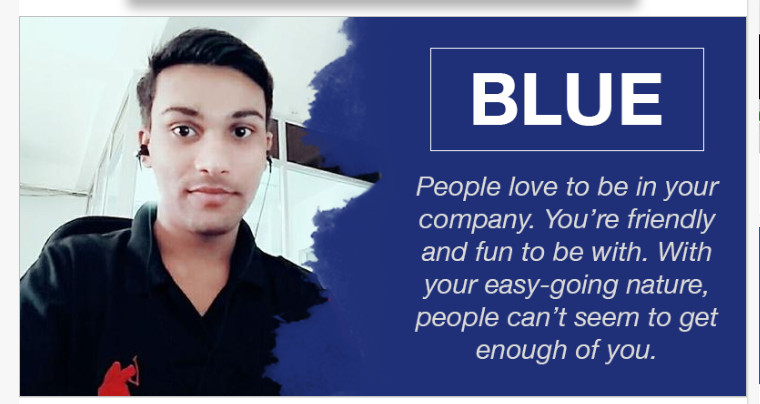 BLUE
People love to be in your
company. You’re friendly
and fun to be with. With
your easy-going nature,
people can’t seem to get
enough of you.